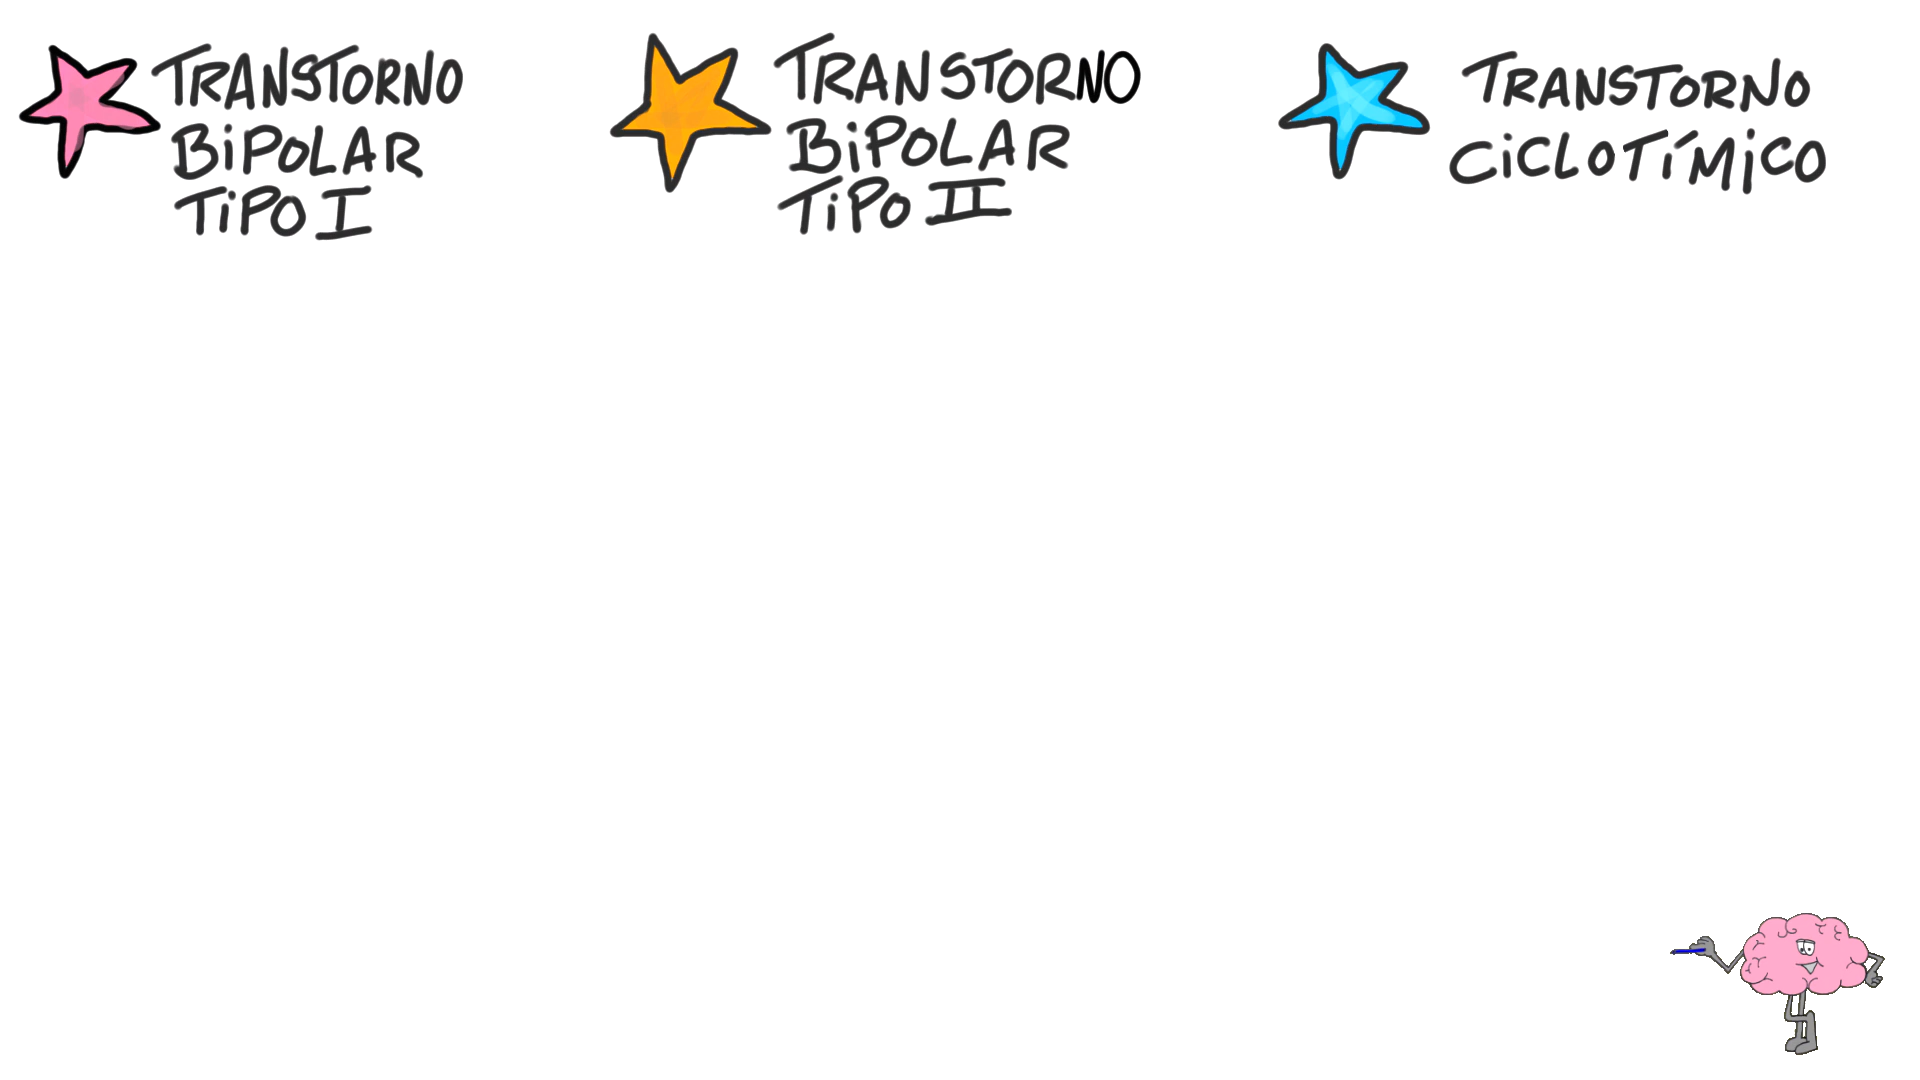 TRANSTORNO
BiPOLAR
TiPO I
TRANSTORNO
BiPOLAR
TiPO II
TRANSTORNO
CiCLOTÍMiCO